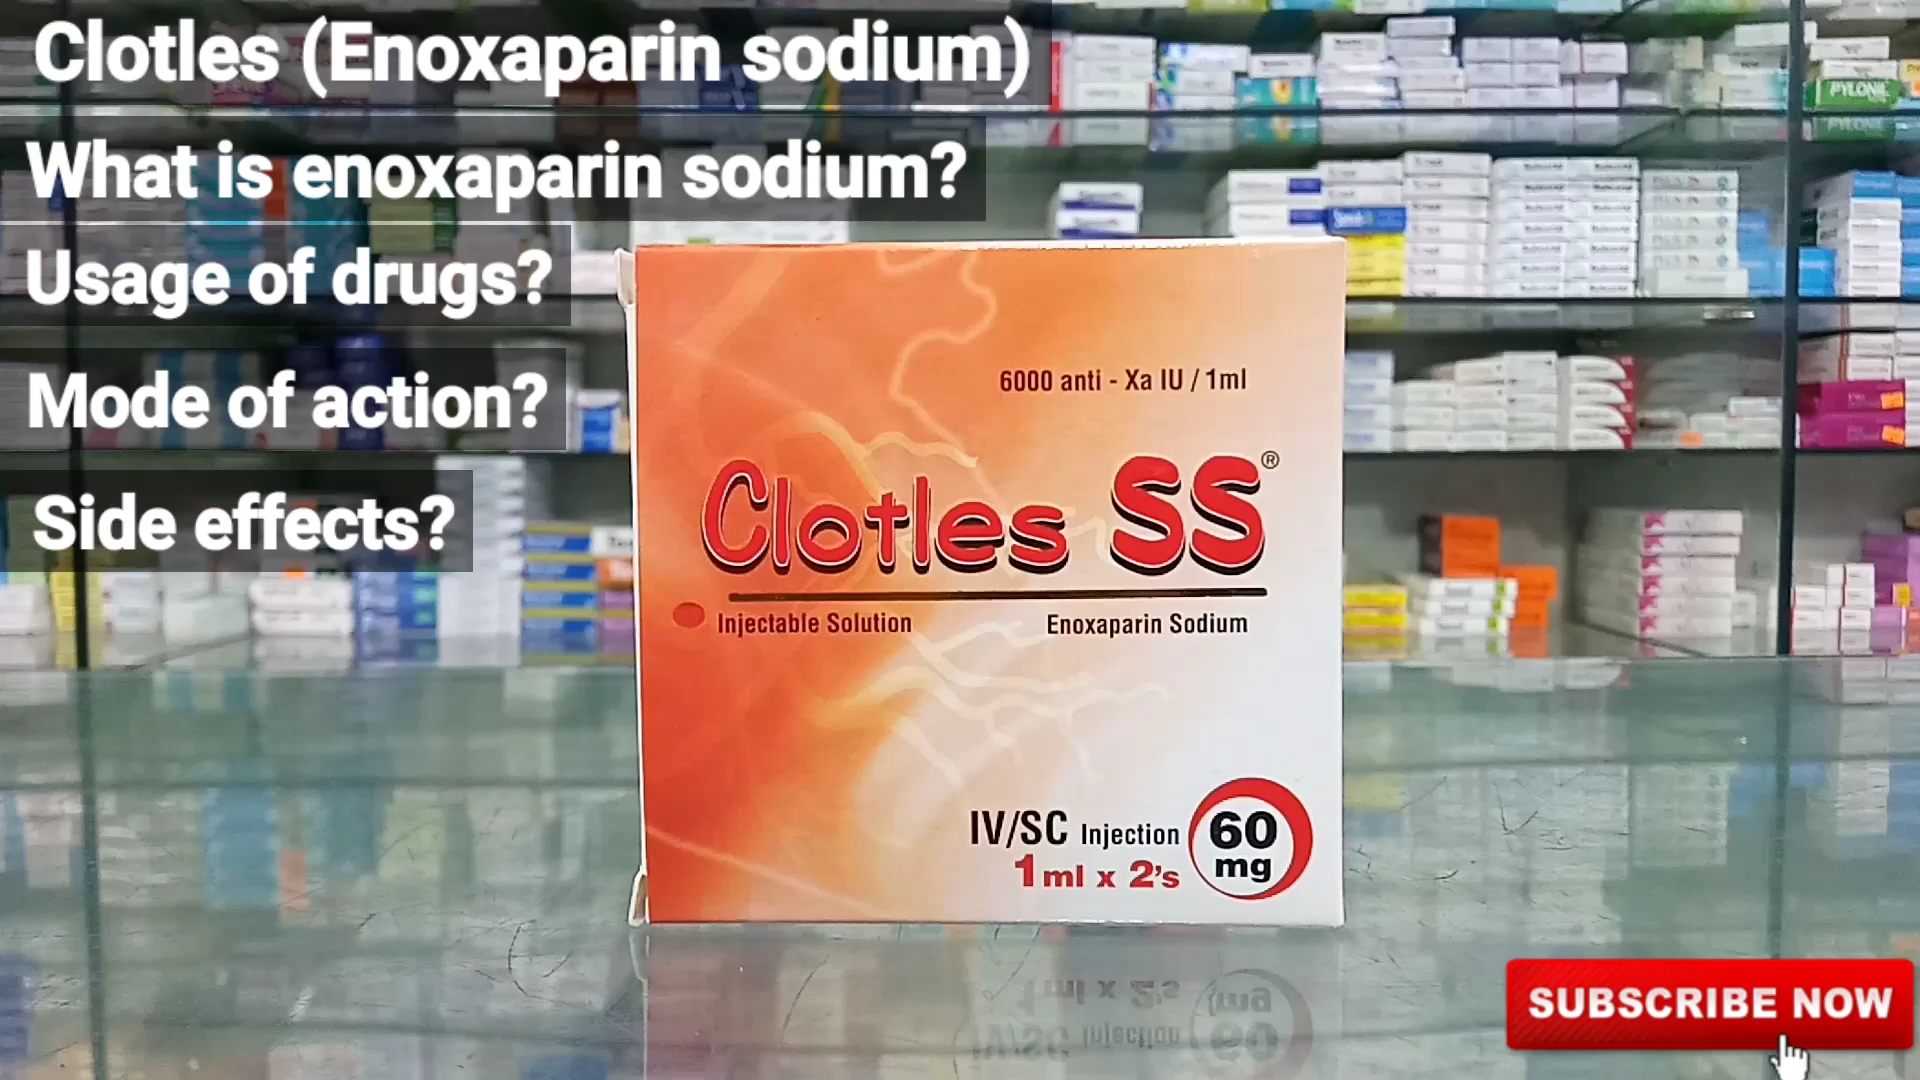 Clotles (Enoxaparin sodium)
What is enoxaparin sodium?
Usage of drugs?
Mode of action?
Side effects?
PYLONIL
6000 anti - Xa IU / 1ml
Clotles SS®
Injectable Solution
Enoxaparin Sodium
IV/SC Injection
1ml x 2's
60
mg
SUBSCRIBE NOW